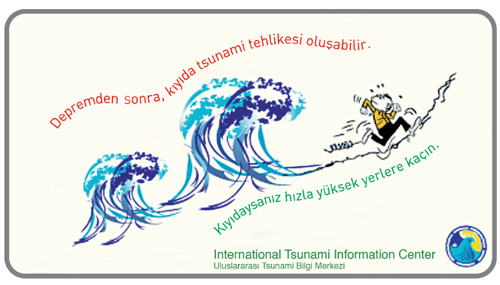 Depremden sonra, kıyıda tsunami tehlikesi oluşabilir.
Kıyıdaysanız hızla yüksek yerlere kaçın.
International Tsunami Information Center
Uluslararası Tsunami Bilgi Merkezi